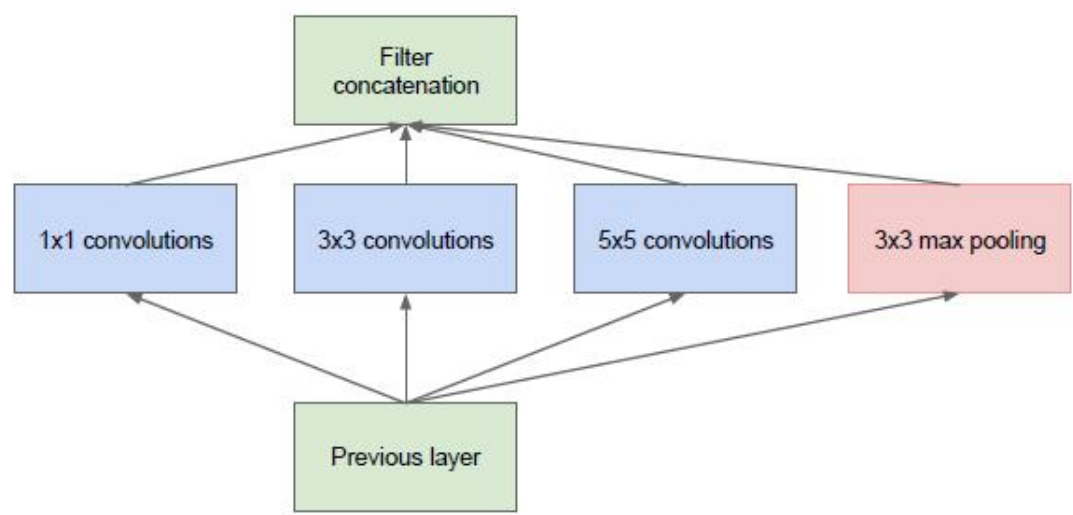 Filter
concatenation
1x1 convolutions
3x3 convolutions
5x5 convolutions
3x3 max pooling
Previous layer